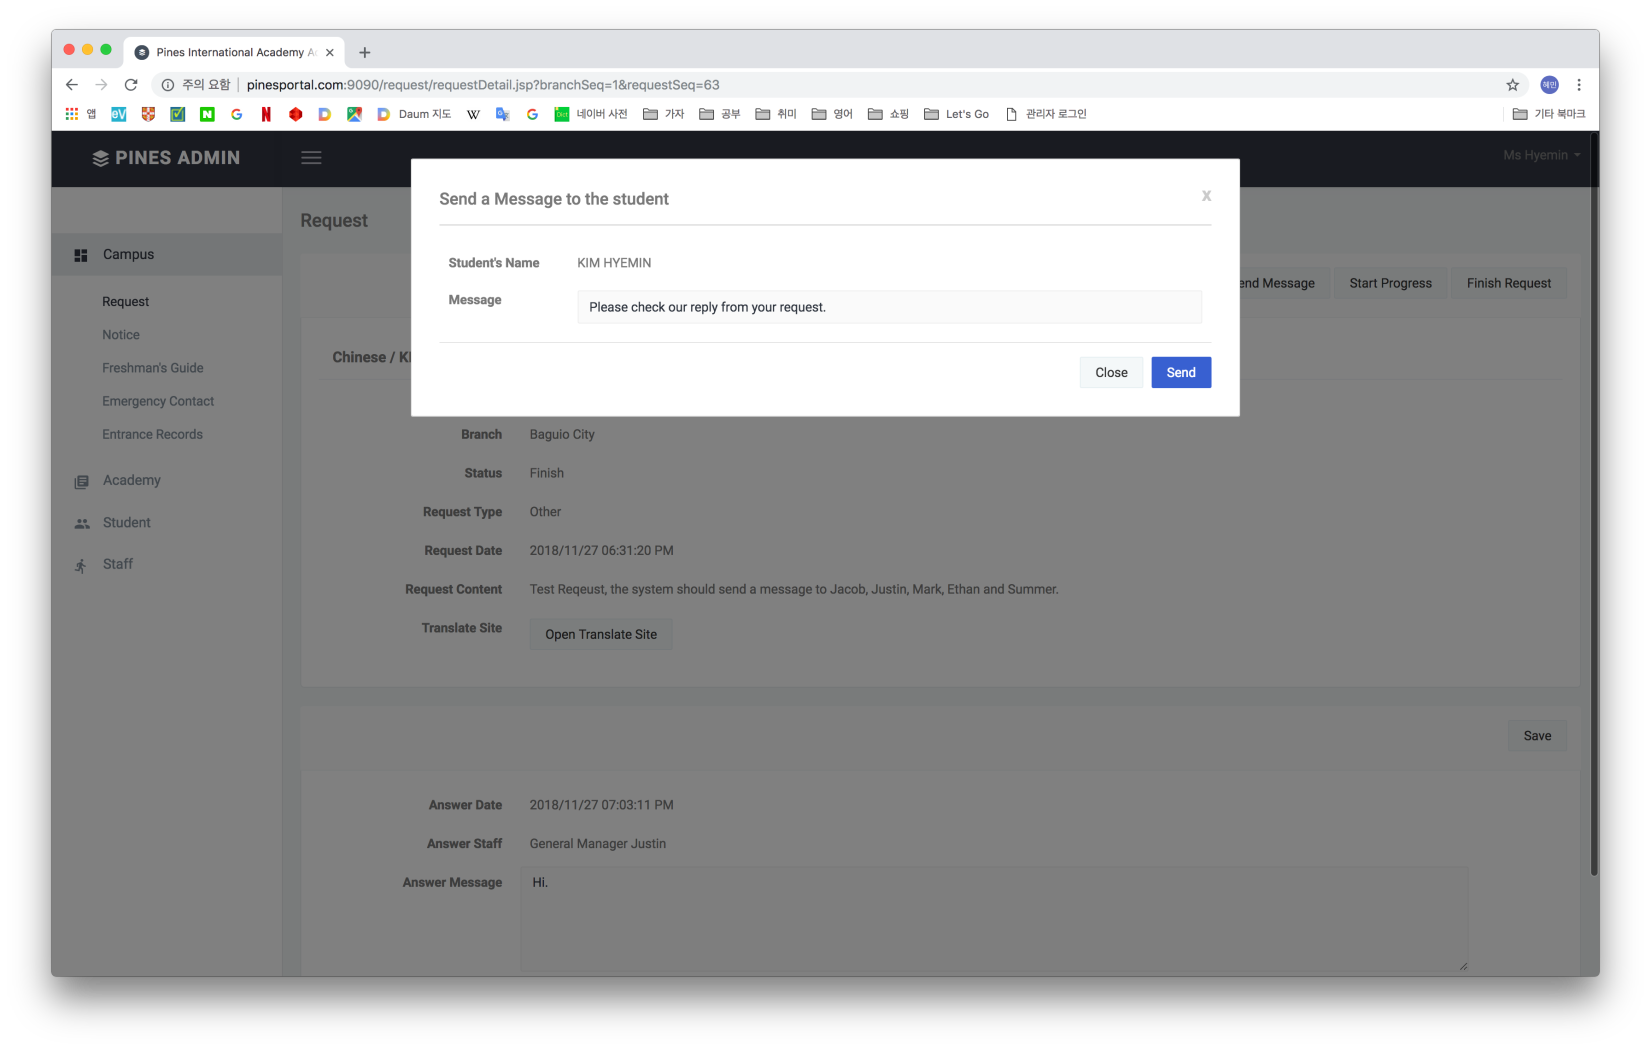 Pines International Academy A
주의 요함 | pinesportal.com:9090/request/requestDetail.jsp?branchSeq=1&requestSeq=63
혜민
앱 eV N G N D D Daum 지도 W G Dict 네이버 사전 가자 공부 취미 영어 쇼핑 Let's Go 관리자 로그인 기타 북마크
PINES ADMIN
Ms Hyemin
Send a Message to the student
X
Student's Name KIM HYEMIN
Message Please check our reply from your request.
Close Send
Request
Campus
Request
Notice
Freshman's Guide
Emergency Contact
Entrance Records
Academy
Student
Staff
end Message Start Progress Finish Request
Chinese / KI
Branch Baguio City
Status Finish
Request Type Other
Request Date 2018/11/27 06:31:20 PM
Request Content Test Reqeust, the system should send a message to Jacob, Justin, Mark, Ethan and Summer.
Translate Site Open Translate Site
Save
Answer Date 2018/11/27 07:03:11 PM
Answer Staff General Manager Justin
Answer Message Hi.